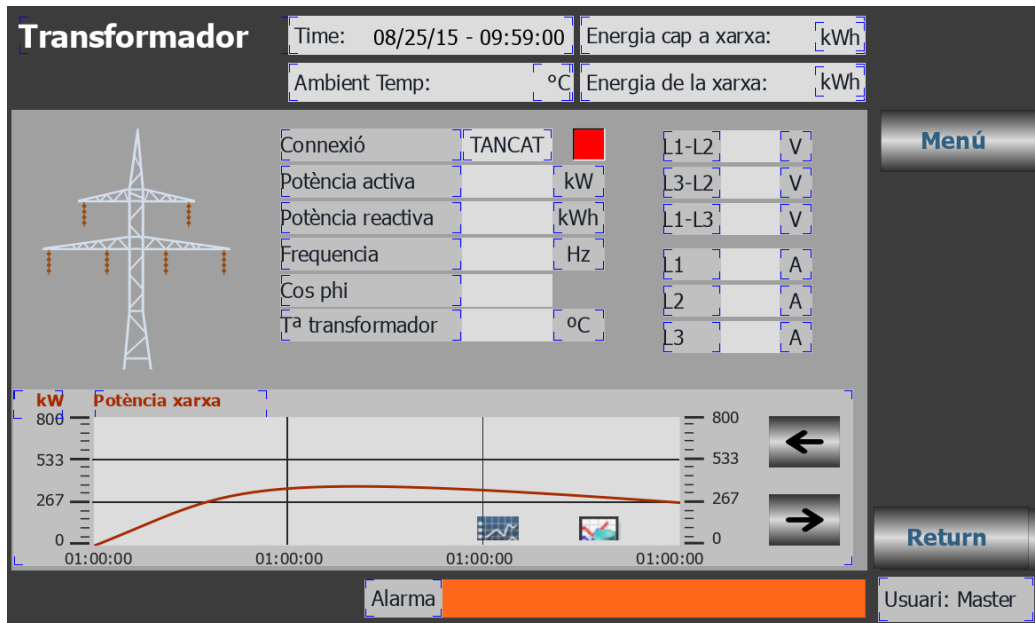 Transformador
Time: 08/25/15 - 09:59:00
Energia cap a xarxa: kWh
Ambient Temp: ºC
Energia de la xarxa: kWh
Menú
Connexió TANCAT
Potència activa kW
Potència reactiva kWh
Frequencia Hz
Cos phi
Tª transformador ºC
L1-L2 V
L3-L2 V
L1-L3 V
L1 A
L2 A
L3 A
kW Potència xarxa
800 800
533 533
267 267
0 0
01:00:00 01:00:00 01:00:00 01:00:00
Return
Alarma
Usuari: Master